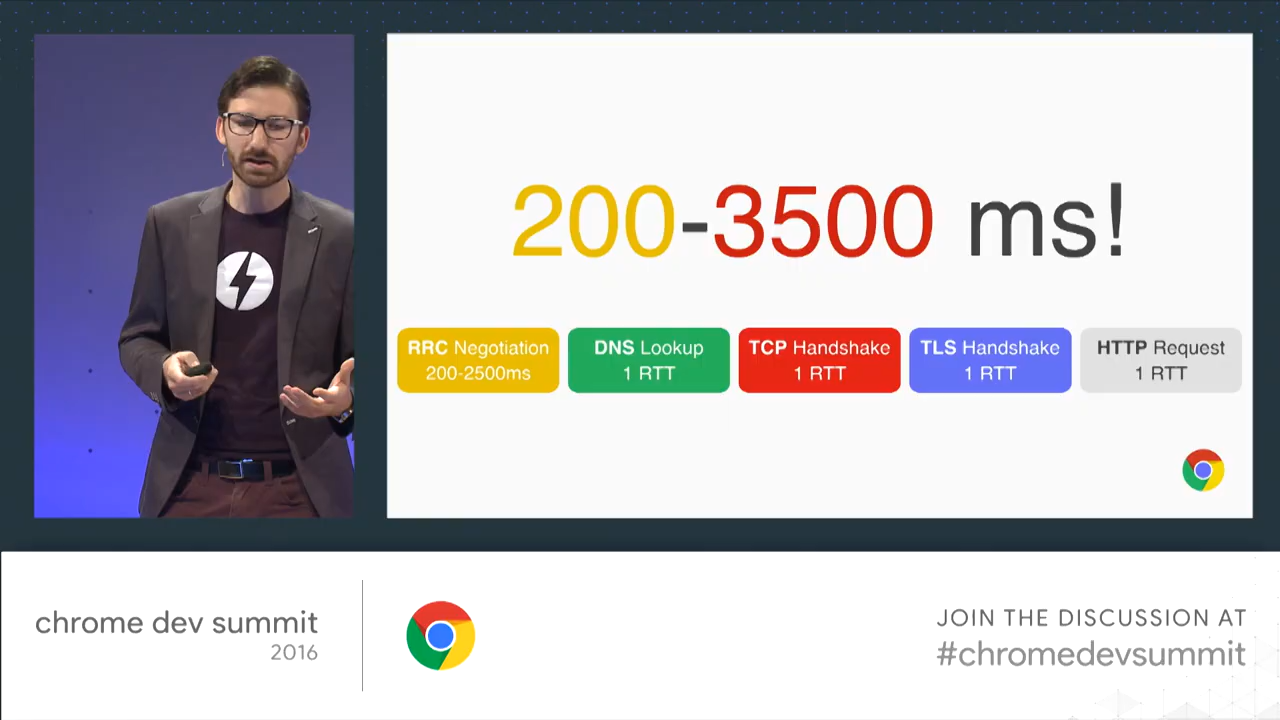 200-3500 ms!
RRC Negotiation
200-2500ms
DNS Lookup
1 RTT
TCP Handshake
1 RTT
TLS Handshake
1 RTT
HTTP Request
1 RTT
chrome dev summit
2016
JOIN THE DISCUSSION AT
#chromedevsummit